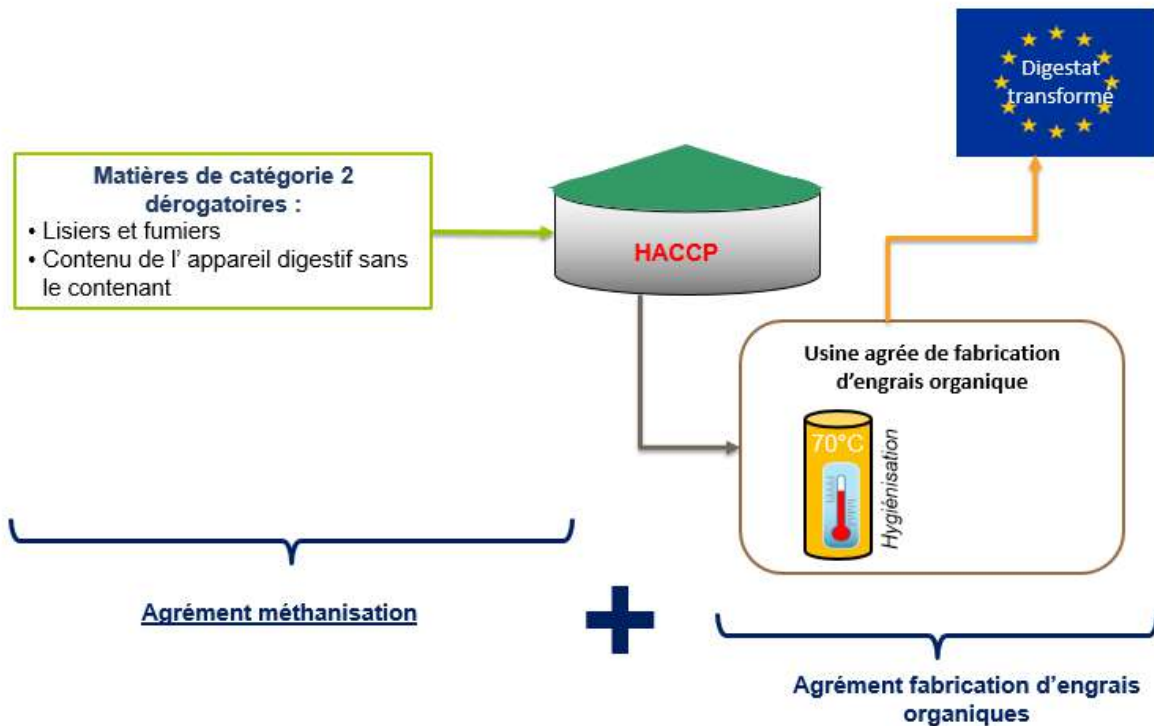 Digestat
transformé
Matières de catégorie 2
dérogatoires :
• Lisiers et fumiers
• Contenu de l’ appareil digestif sans
le contenant
HACCP
Usine agrée de fabrication
d’engrais organique
70°C
Hygiénisation
Agrément méthanisation
+
Agrément fabrication d’engrais
organiques